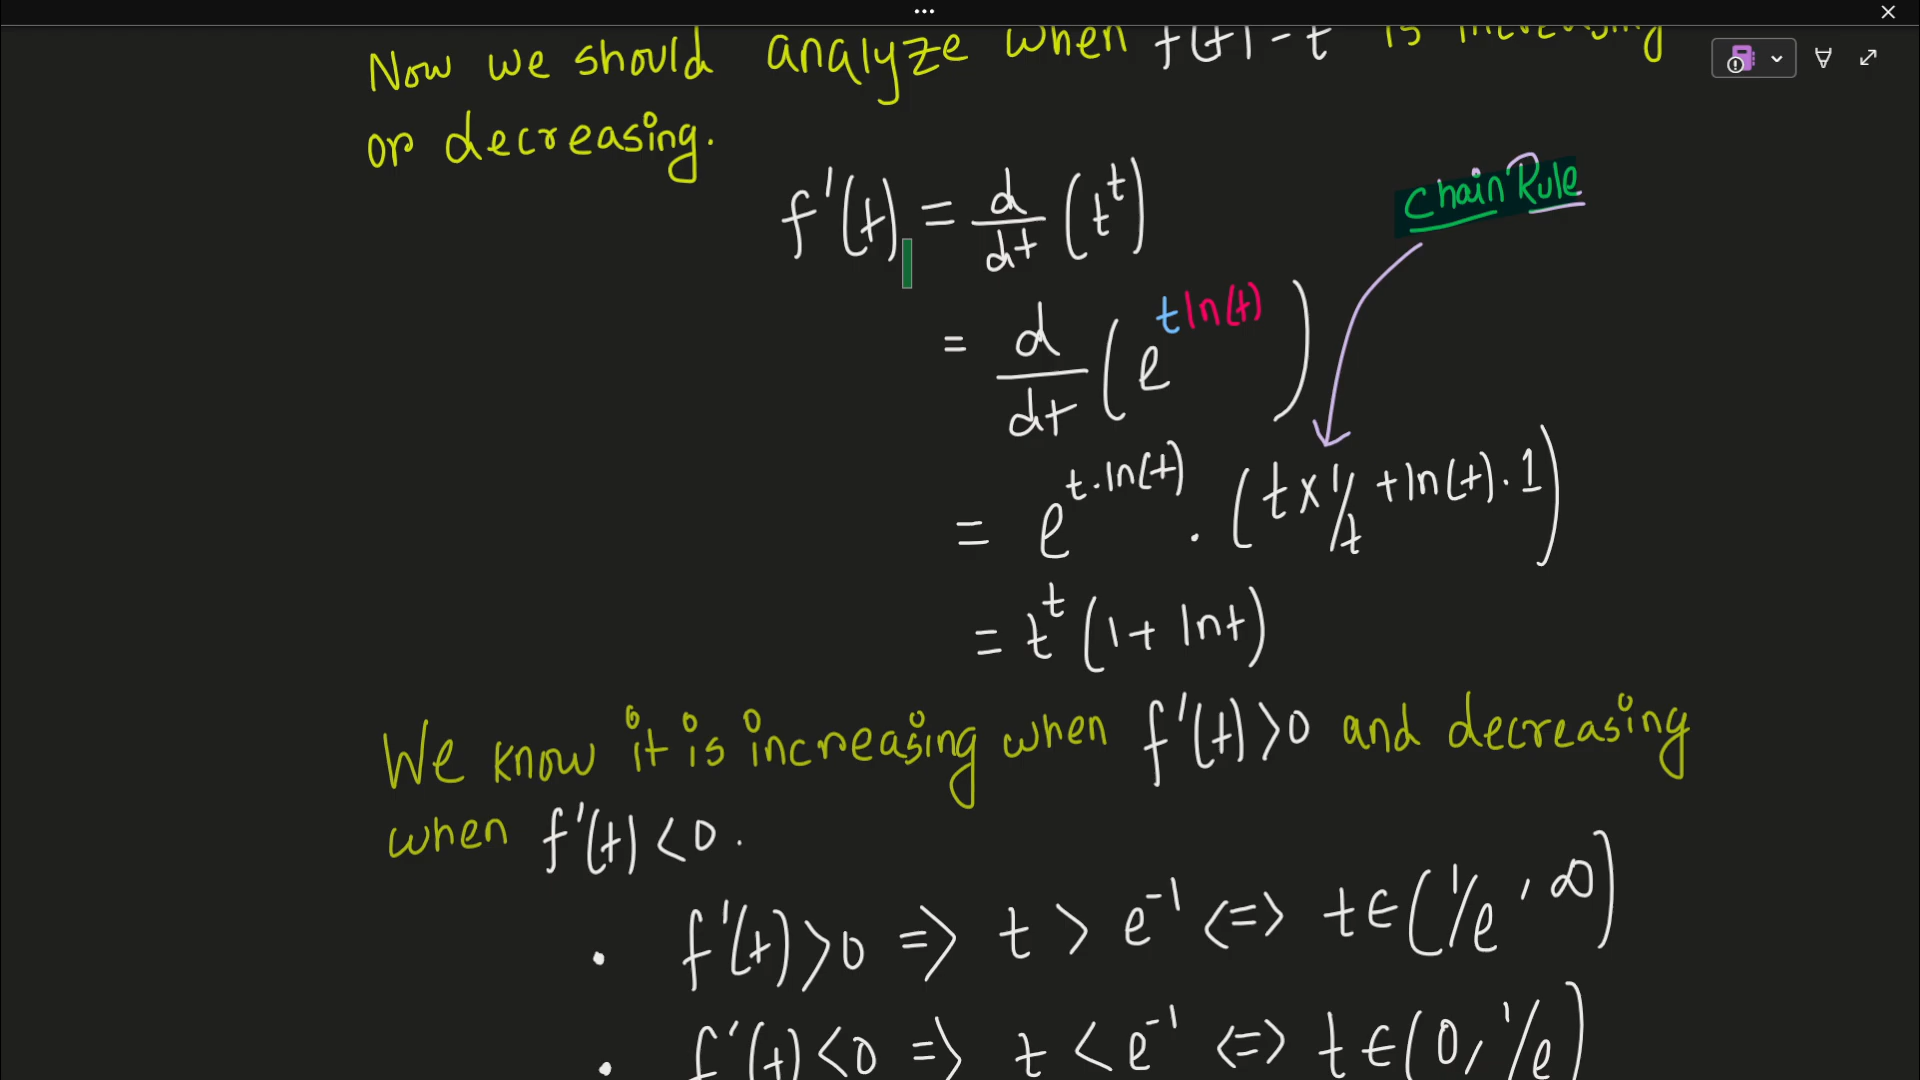 Now we should analyze when f(t) = t^t is increasing
or decreasing.
f'(t) = d/dt (t^t)
Chain Rule
= d/dt (e^(t ln(t)))
= e^(t·ln(t)) · (t × 1/t + ln(t)·1)
= t^t (1 + ln t)
We know it is increasing when f'(t) > 0 and decreasing
when f'(t) < 0.
• f'(t) > 0 => t > e^-1 <=> t ∈ (1/e, ∞)
• f'(t) < 0 => t < e^-1 <=> t ∈ (0, 1/e)